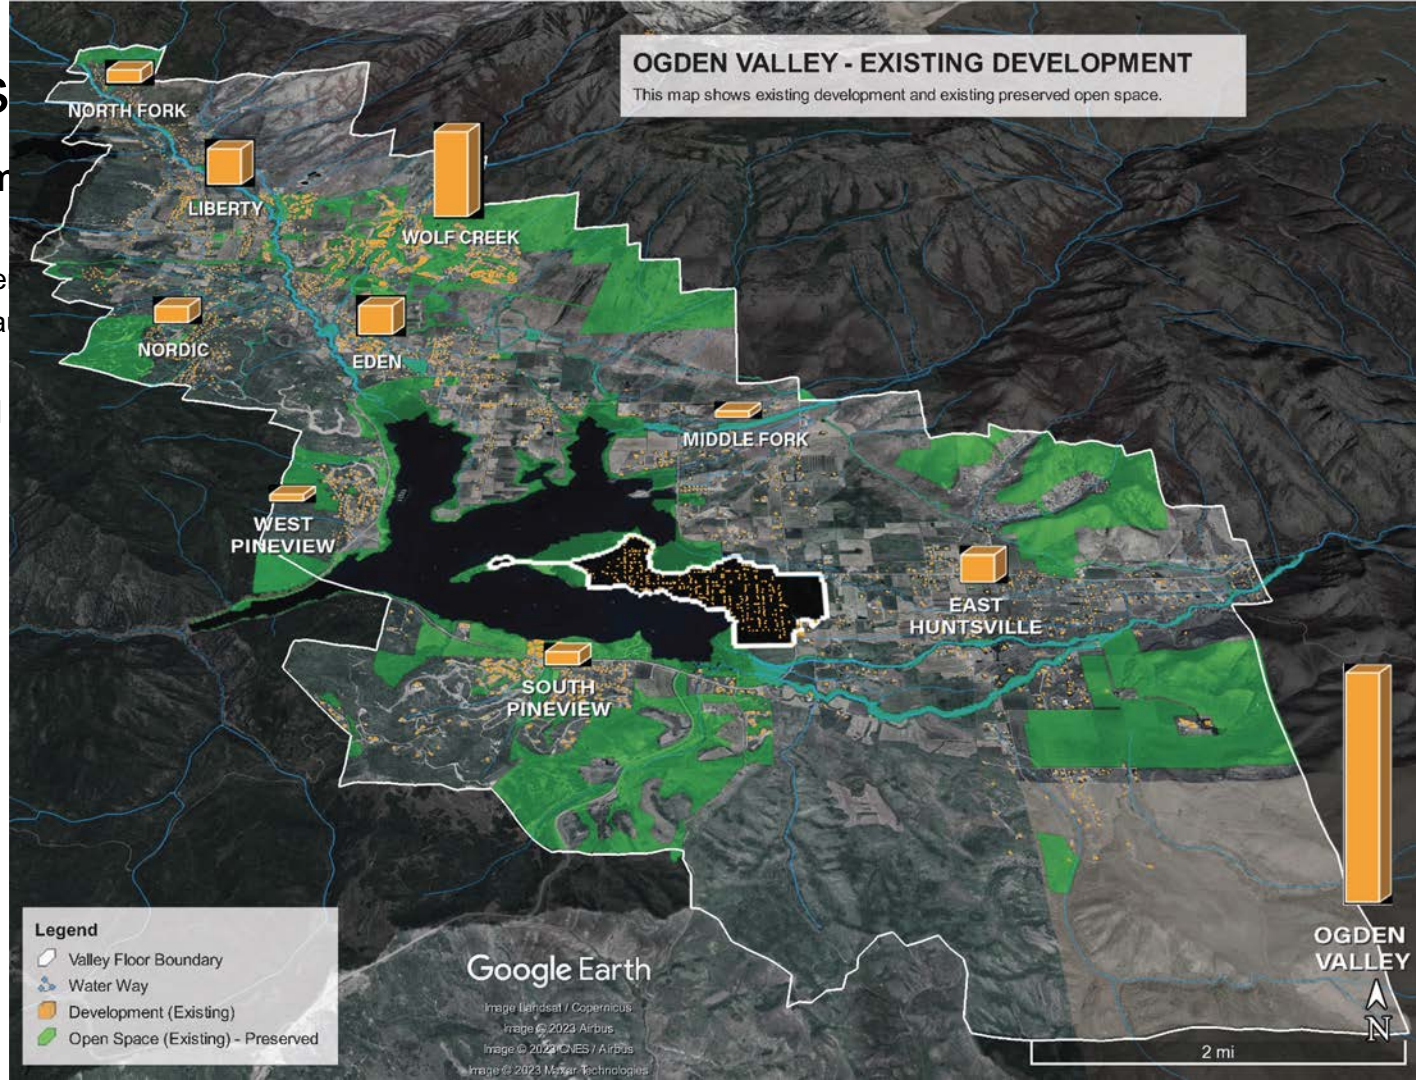 OGDEN VALLEY - EXISTING DEVELOPMENT
This map shows existing development and existing preserved open space.
NORTH FORK
LIBERTY
WOLF CREEK
NORDIC
EDEN
MIDDLE FORK
WEST
PINEVIEW
EAST
HUNTSVILLE
SOUTH
PINEVIEW
OGDEN
VALLEY
N
2 mi
Legend
Valley Floor Boundary
Water Way
Development (Existing)
Open Space (Existing) - Preserved
Google Earth
Image Landsat / Copernicus
Image © 2023 Airbus
Image © 2023 CNES / Airbus
Image © 2023 Maxar Technologies